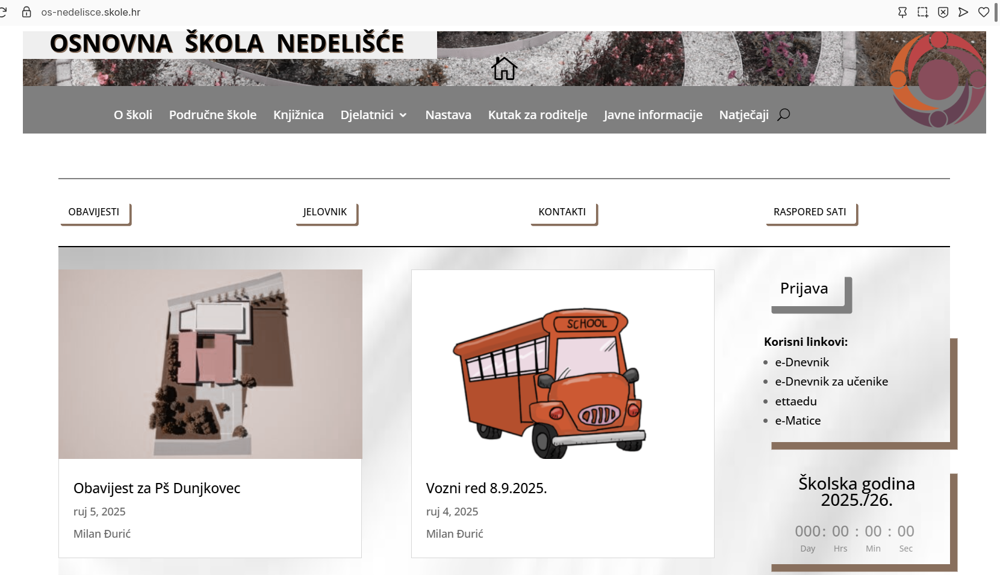 os-nedelisce.skole.hr
OSNOVNA ŠKOLA NEDELIŠĆE
O školi Područne škole Knjižnica Djelatnici Nastava Kutak za roditelje Javne informacije Natječaji
OBAVIJESTI JELOVNIK KONTAKTI RASPORED SATI
SCHOOL
Obavijest za Pš Dunjkovec
ruj 5, 2025
Milan Đurić
Vozni red 8.9.2025.
ruj 4, 2025
Milan Đurić
Prijava
Korisni linkovi:
e-Dnevnik
e-Dnevnik za učenike
ettaedu
e-Matice
Školska godina
2025./26.
000 : 00 : 00 : 00
Day Hrs Min Sec